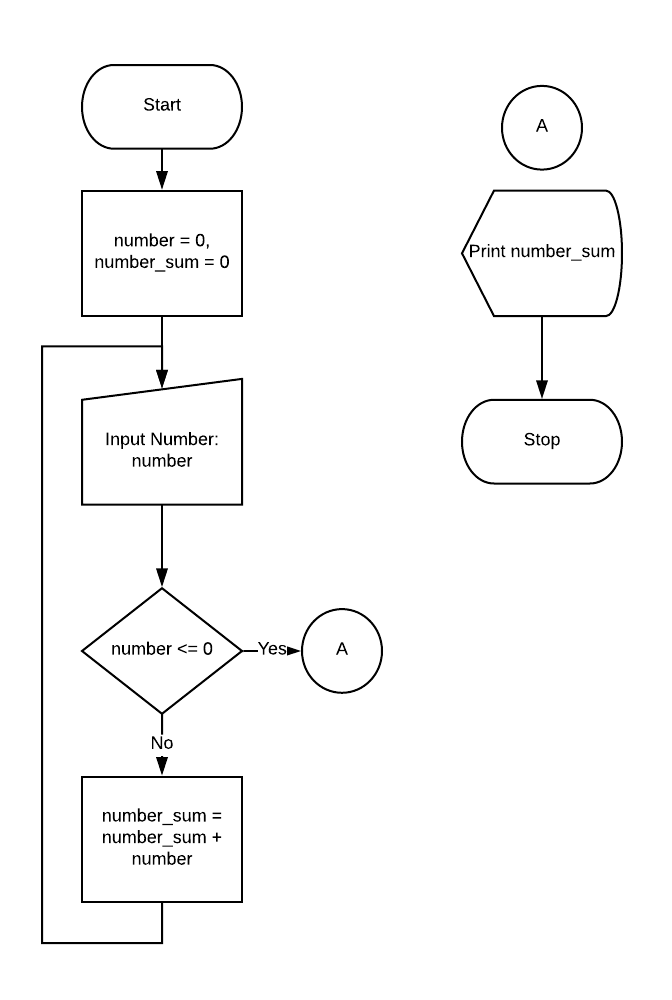 Start
number = 0,
number_sum = 0
Input Number:
number
number <= 0
Yes
A
No
number_sum =
number_sum +
number
A
Print number_sum
Stop